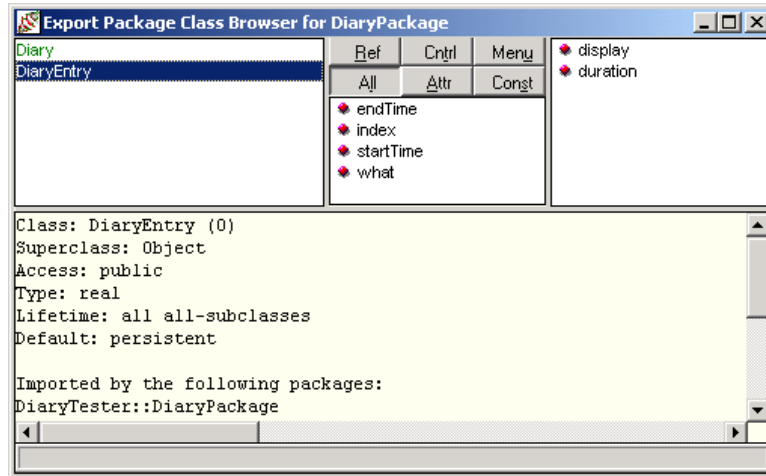 Export Package Class Browser for DiaryPackage
Diary
DiaryEntry
Ref Cntrl Menu
All Attr Const
endTime
index
startTime
what
display
duration
Class: DiaryEntry (0)
Superclass: Object
Access: public
Type: real
Lifetime: all all-subclasses
Default: persistent
Imported by the following packages:
DiaryTester::DiaryPackage